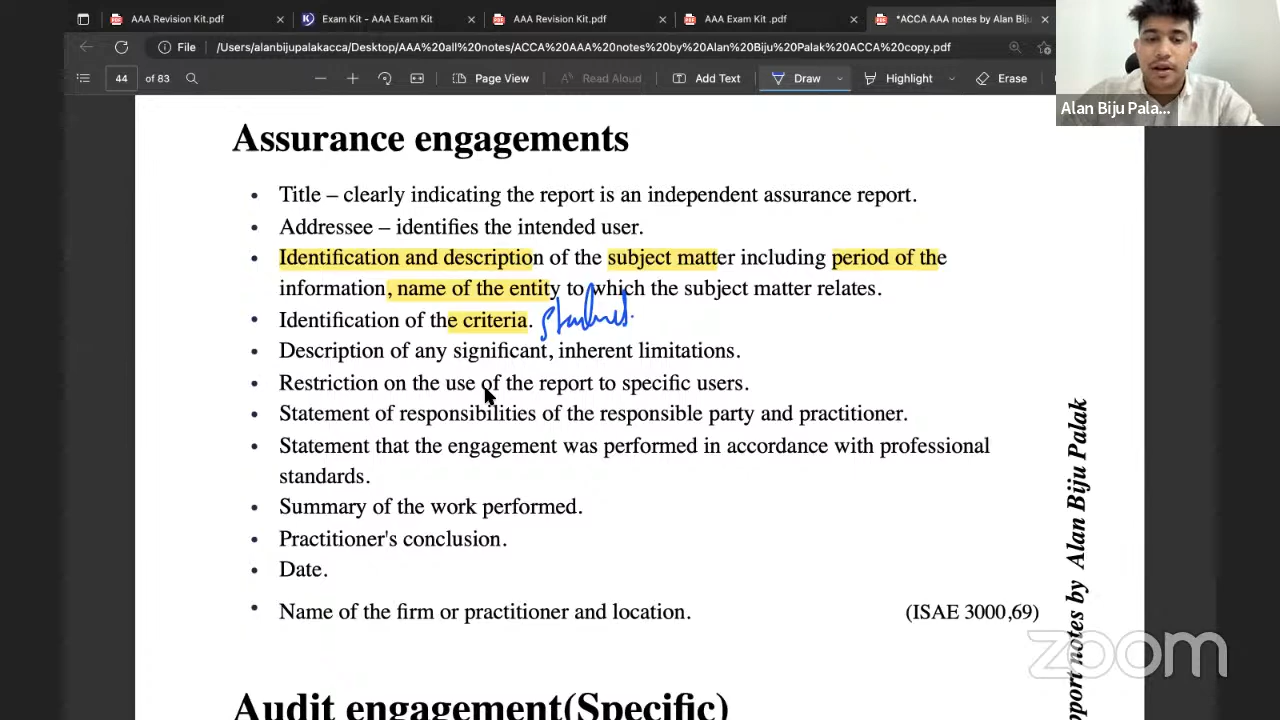 AAA Revision Kit.pdf
Exam Kit - AAA Exam Kit
AAA Revision Kit.pdf
AAA Exam Kit .pdf
*ACCA AAA notes by Alan Biju
File /Users/alanbijupalakacca/Desktop/AAA%20all%20notes/ACCA%20AAA%20notes%20by%20Alan%20Biju%20Palak%20ACCA%20copy.pdf
44 of 83 Page View Read Aloud Add Text Draw Highlight Erase
Alan Biju Pala...
Assurance engagements
• Title – clearly indicating the report is an independent assurance report.
• Addressee – identifies the intended user.
• Identification and description of the subject matter including period of the
information, name of the entity to which the subject matter relates.
• Identification of the criteria.
• Description of any significant, inherent limitations.
• Restriction on the use of the report to specific users.
• Statement of responsibilities of the responsible party and practitioner.
• Statement that the engagement was performed in accordance with professional
standards.
• Summary of the work performed.
• Practitioner's conclusion.
• Date.
• Name of the firm or practitioner and location. (ISAE 3000,69)
Audit engagement(Specific)
notes by Alan Biju Palak
zoom